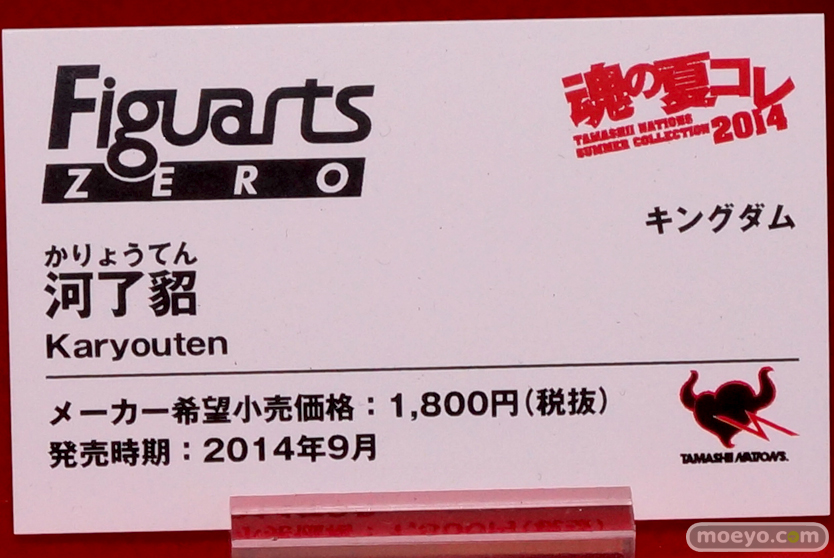 Figuarts
ZERO
魂の夏コレ
TAMASHII NATIONS
SUMMER COLLECTION 2014
キングダム
かりょうてん
河了貂
Karyouten
メーカー希望小売価格：1,800円(税抜)
発売時期：2014年9月
TAMASHII NATIONS.
moeyo.com